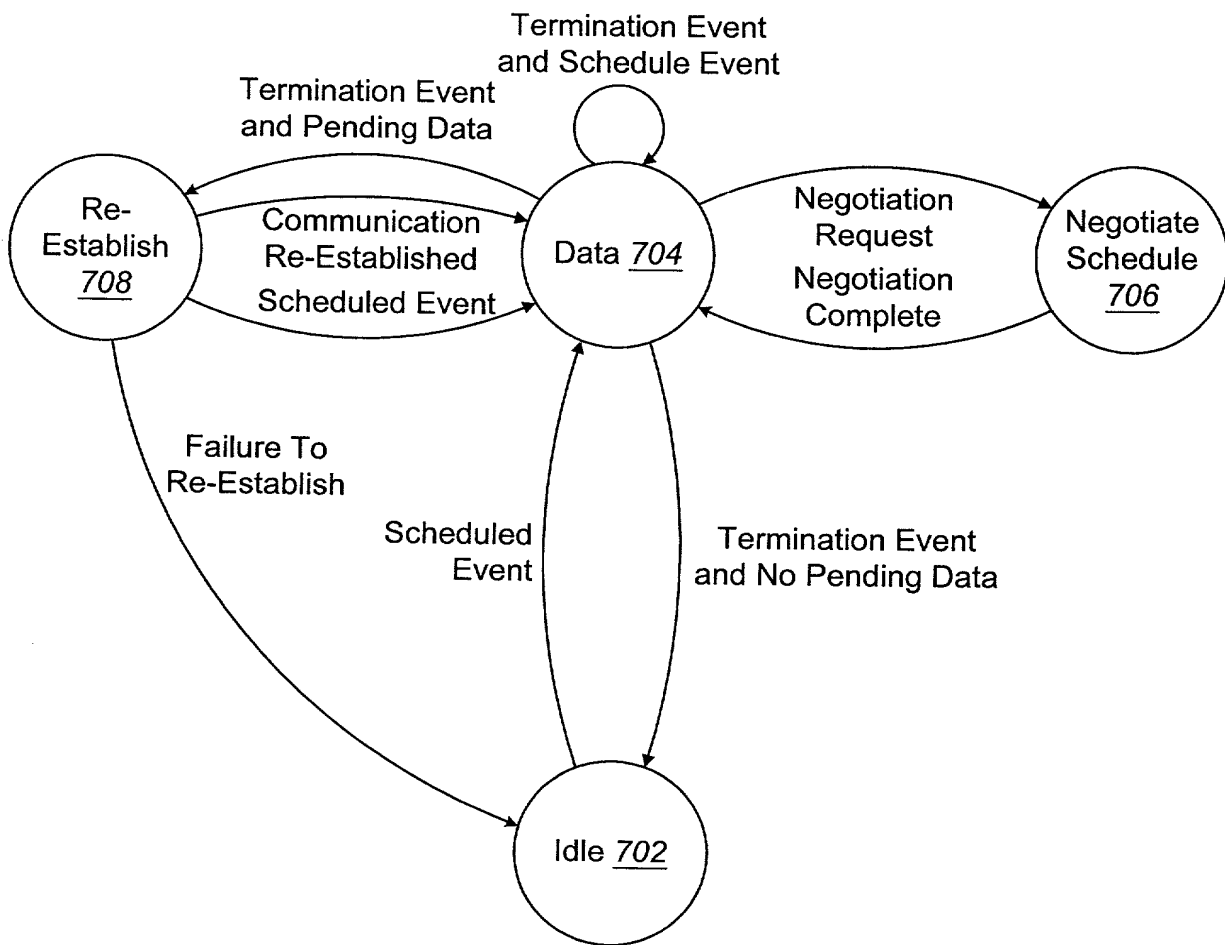 Termination Event
and Schedule Event
Termination Event
and Pending Data
Re-
Establish
708
Communication
Re-Established
Scheduled Event
Data 704
Negotiation
Request
Negotiation
Complete
Negotiate
Schedule
706
Failure To
Re-Establish
Scheduled
Event
Termination Event
and No Pending Data
Idle 702